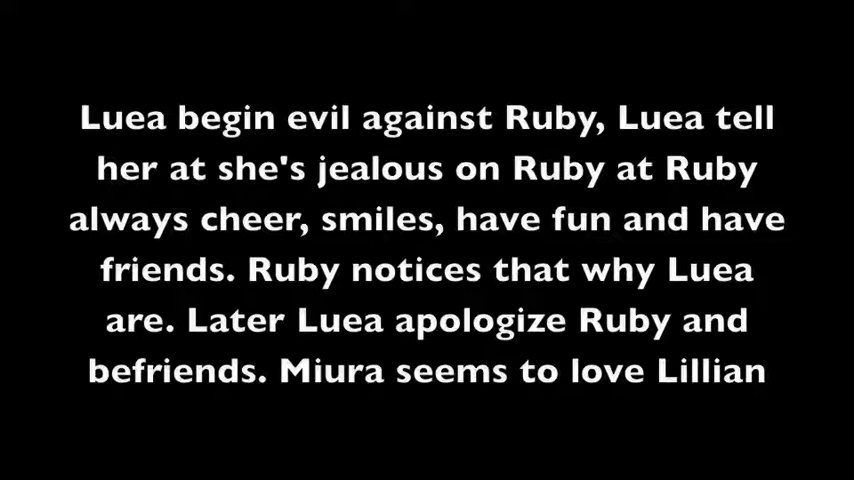 Luea begin evil against Ruby, Luea tell
her at she's jealous on Ruby at Ruby
always cheer, smiles, have fun and have
friends. Ruby notices that why Luea
are. Later Luea apologize Ruby and
befriends. Miura seems to love Lillian